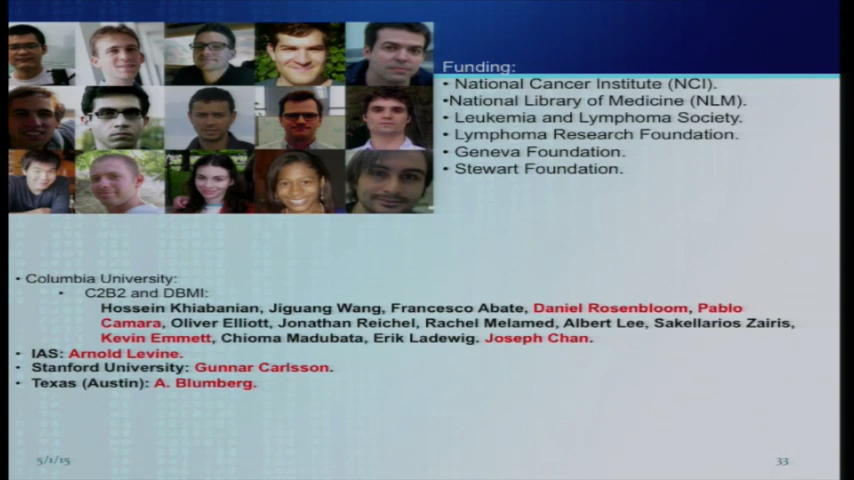 Funding:
• National Cancer Institute (NCI).
•National Library of Medicine (NLM).
• Leukemia and Lymphoma Society.
• Lymphoma Research Foundation.
• Geneva Foundation.
• Stewart Foundation.
• Columbia University:
• C2B2 and DBMI:
Hossein Khiabanian, Jiguang Wang, Francesco Abate, Daniel Rosenbloom, Pablo
Camara, Oliver Elliott, Jonathan Reichel, Rachel Melamed, Albert Lee, Sakellarios Zairis,
Kevin Emmett, Chioma Madubata, Erik Ladewig. Joseph Chan.
• IAS: Arnold Levine.
• Stanford University: Gunnar Carlsson.
• Texas (Austin): A. Blumberg.
5/1/15
33